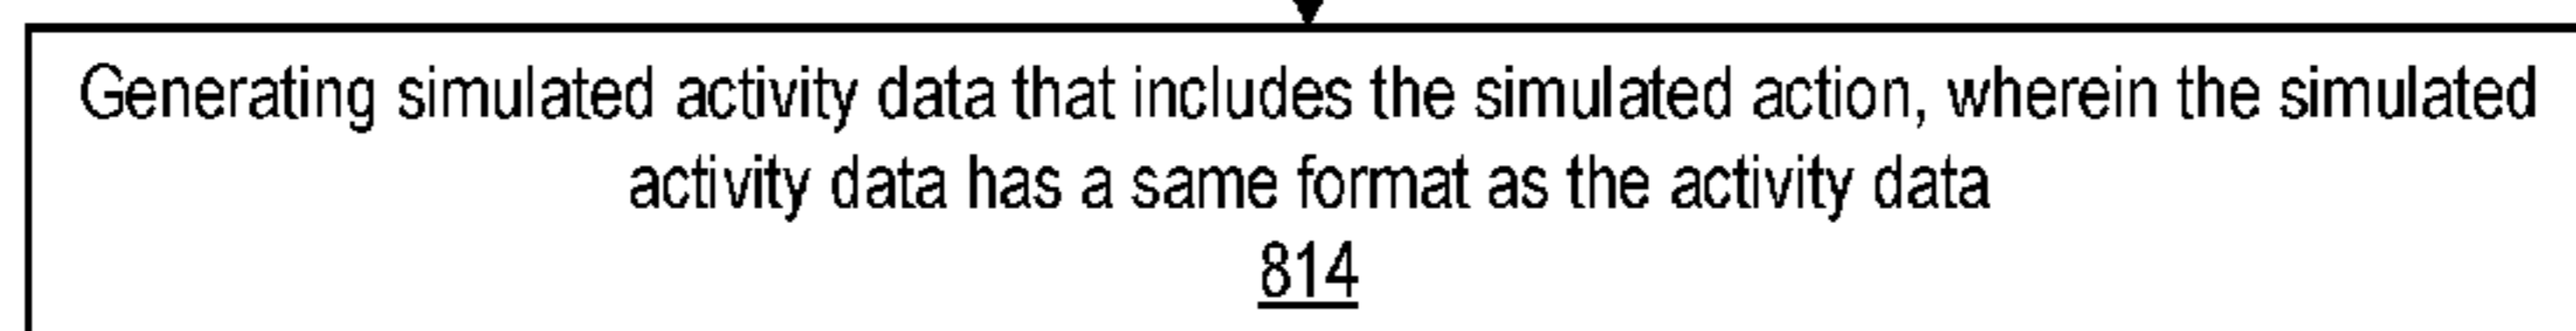 Generating simulated activity data that includes the simulated action, wherein the simulated
activity data has a same format as the activity data
814